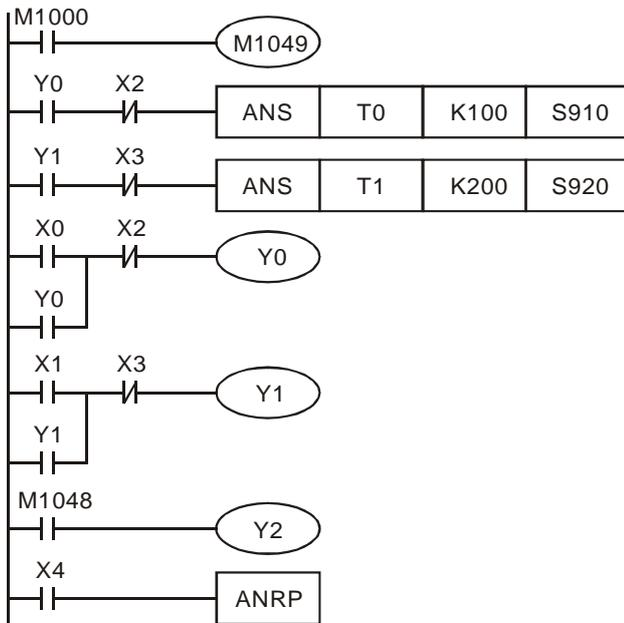 M1000
M1049
Y0 X2
ANS T0 K100 S910
Y1 X3
ANS T1 K200 S920
X0 X2
Y0
Y0
X1 X3
Y1
Y1
M1048
Y2
X4
ANRP